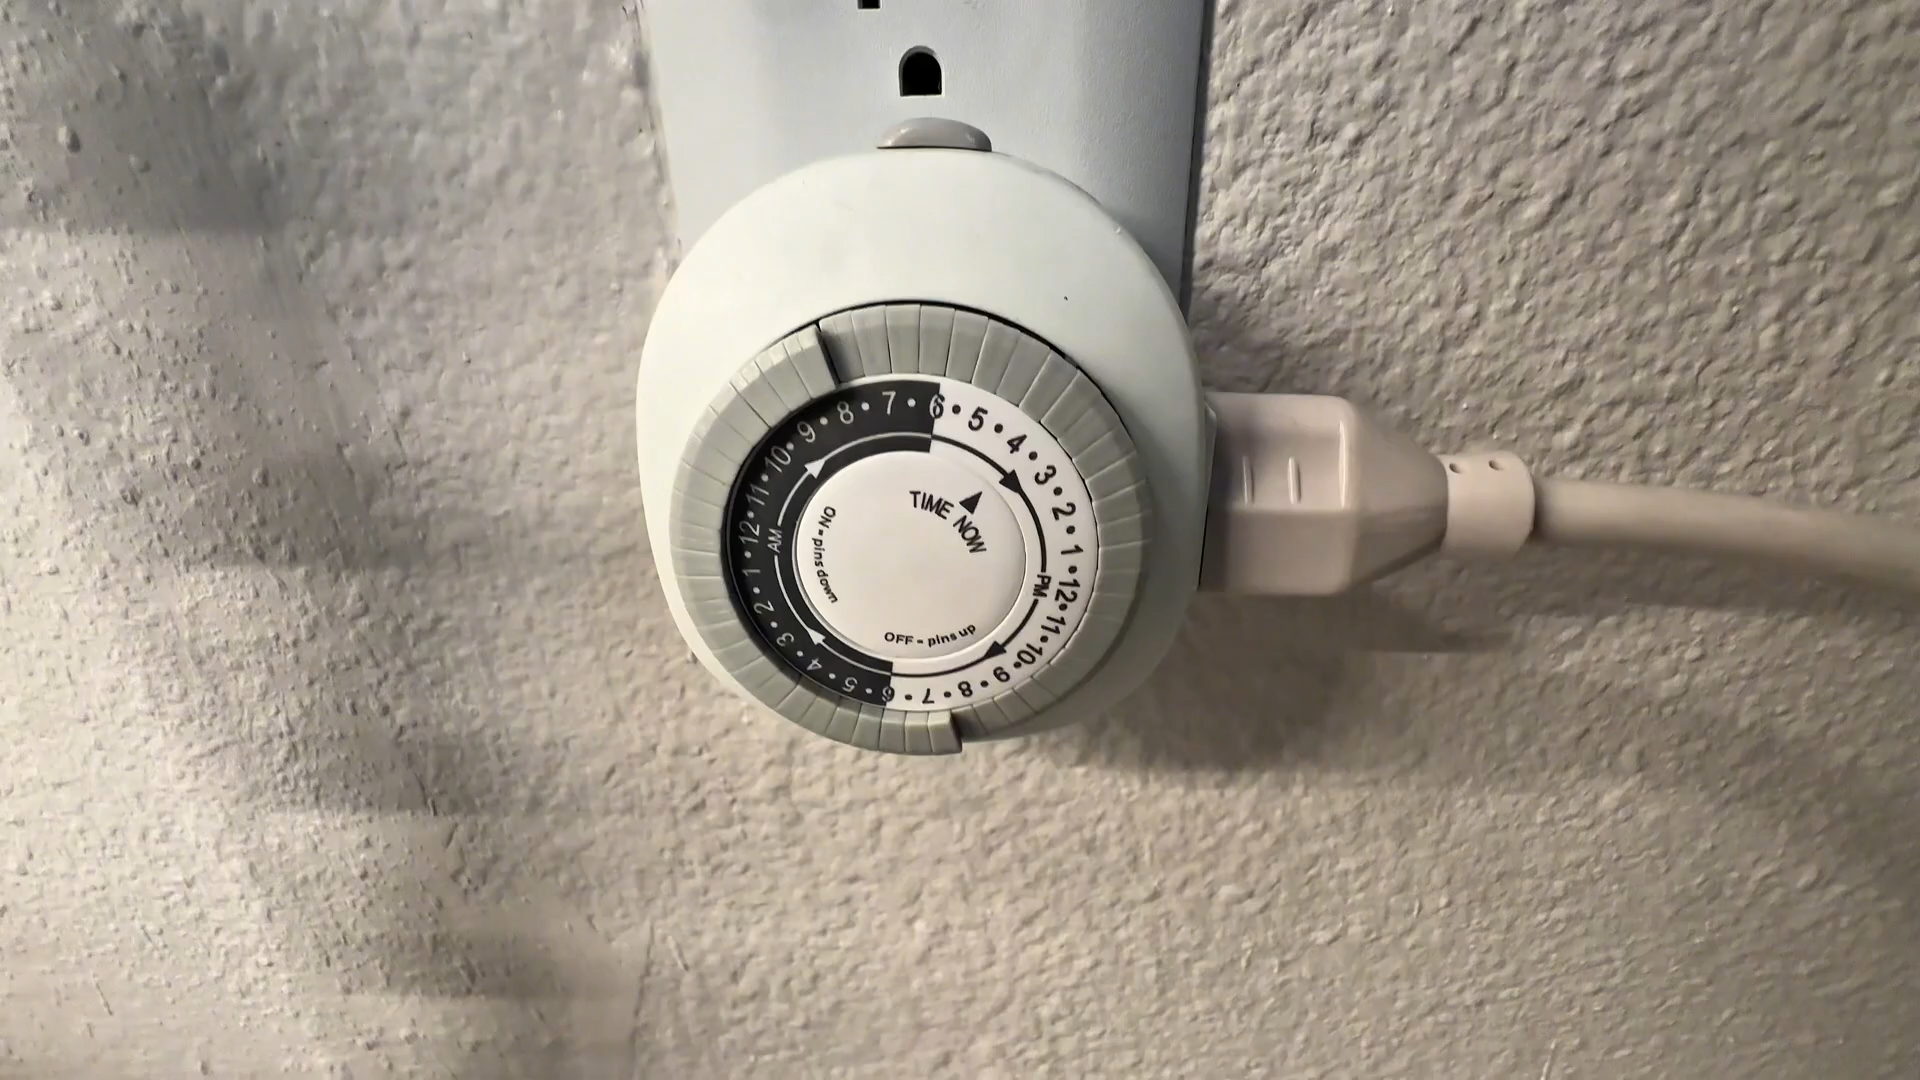 6 • 5 • 4 • 3 • 2 • 1 • 12 • 11 • 10 • 9 • 8 • 7 • 6 • 5 • 4 • 3 • 2 • 1 • 12 • 11 • 10 • 9 • 8 • 7 •
AM
PM
TIME NOW
ON = pins down
OFF = pins up